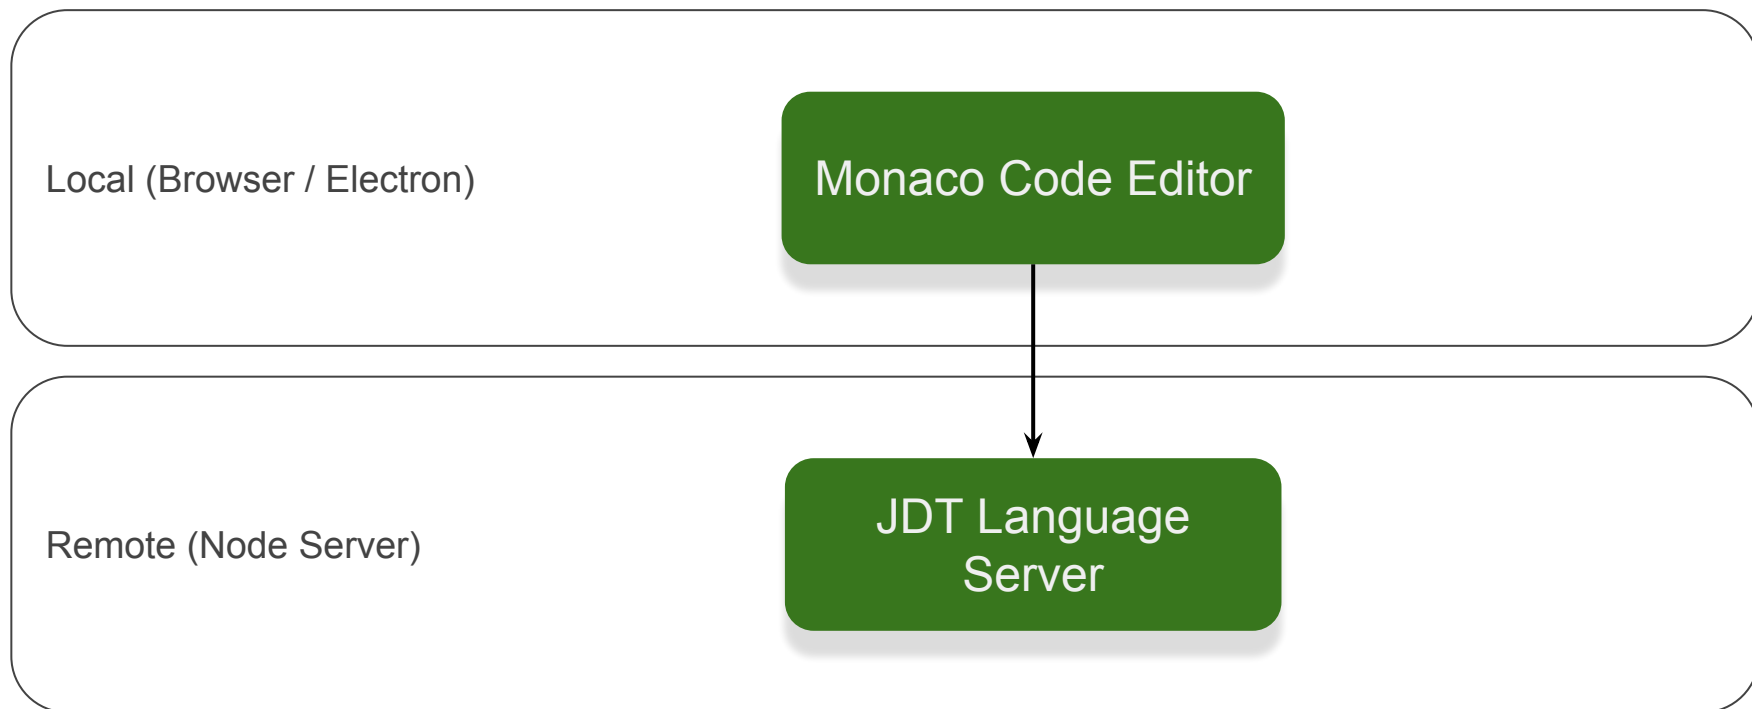 Local (Browser / Electron)
Monaco Code Editor
Remote (Node Server)
JDT Language
Server